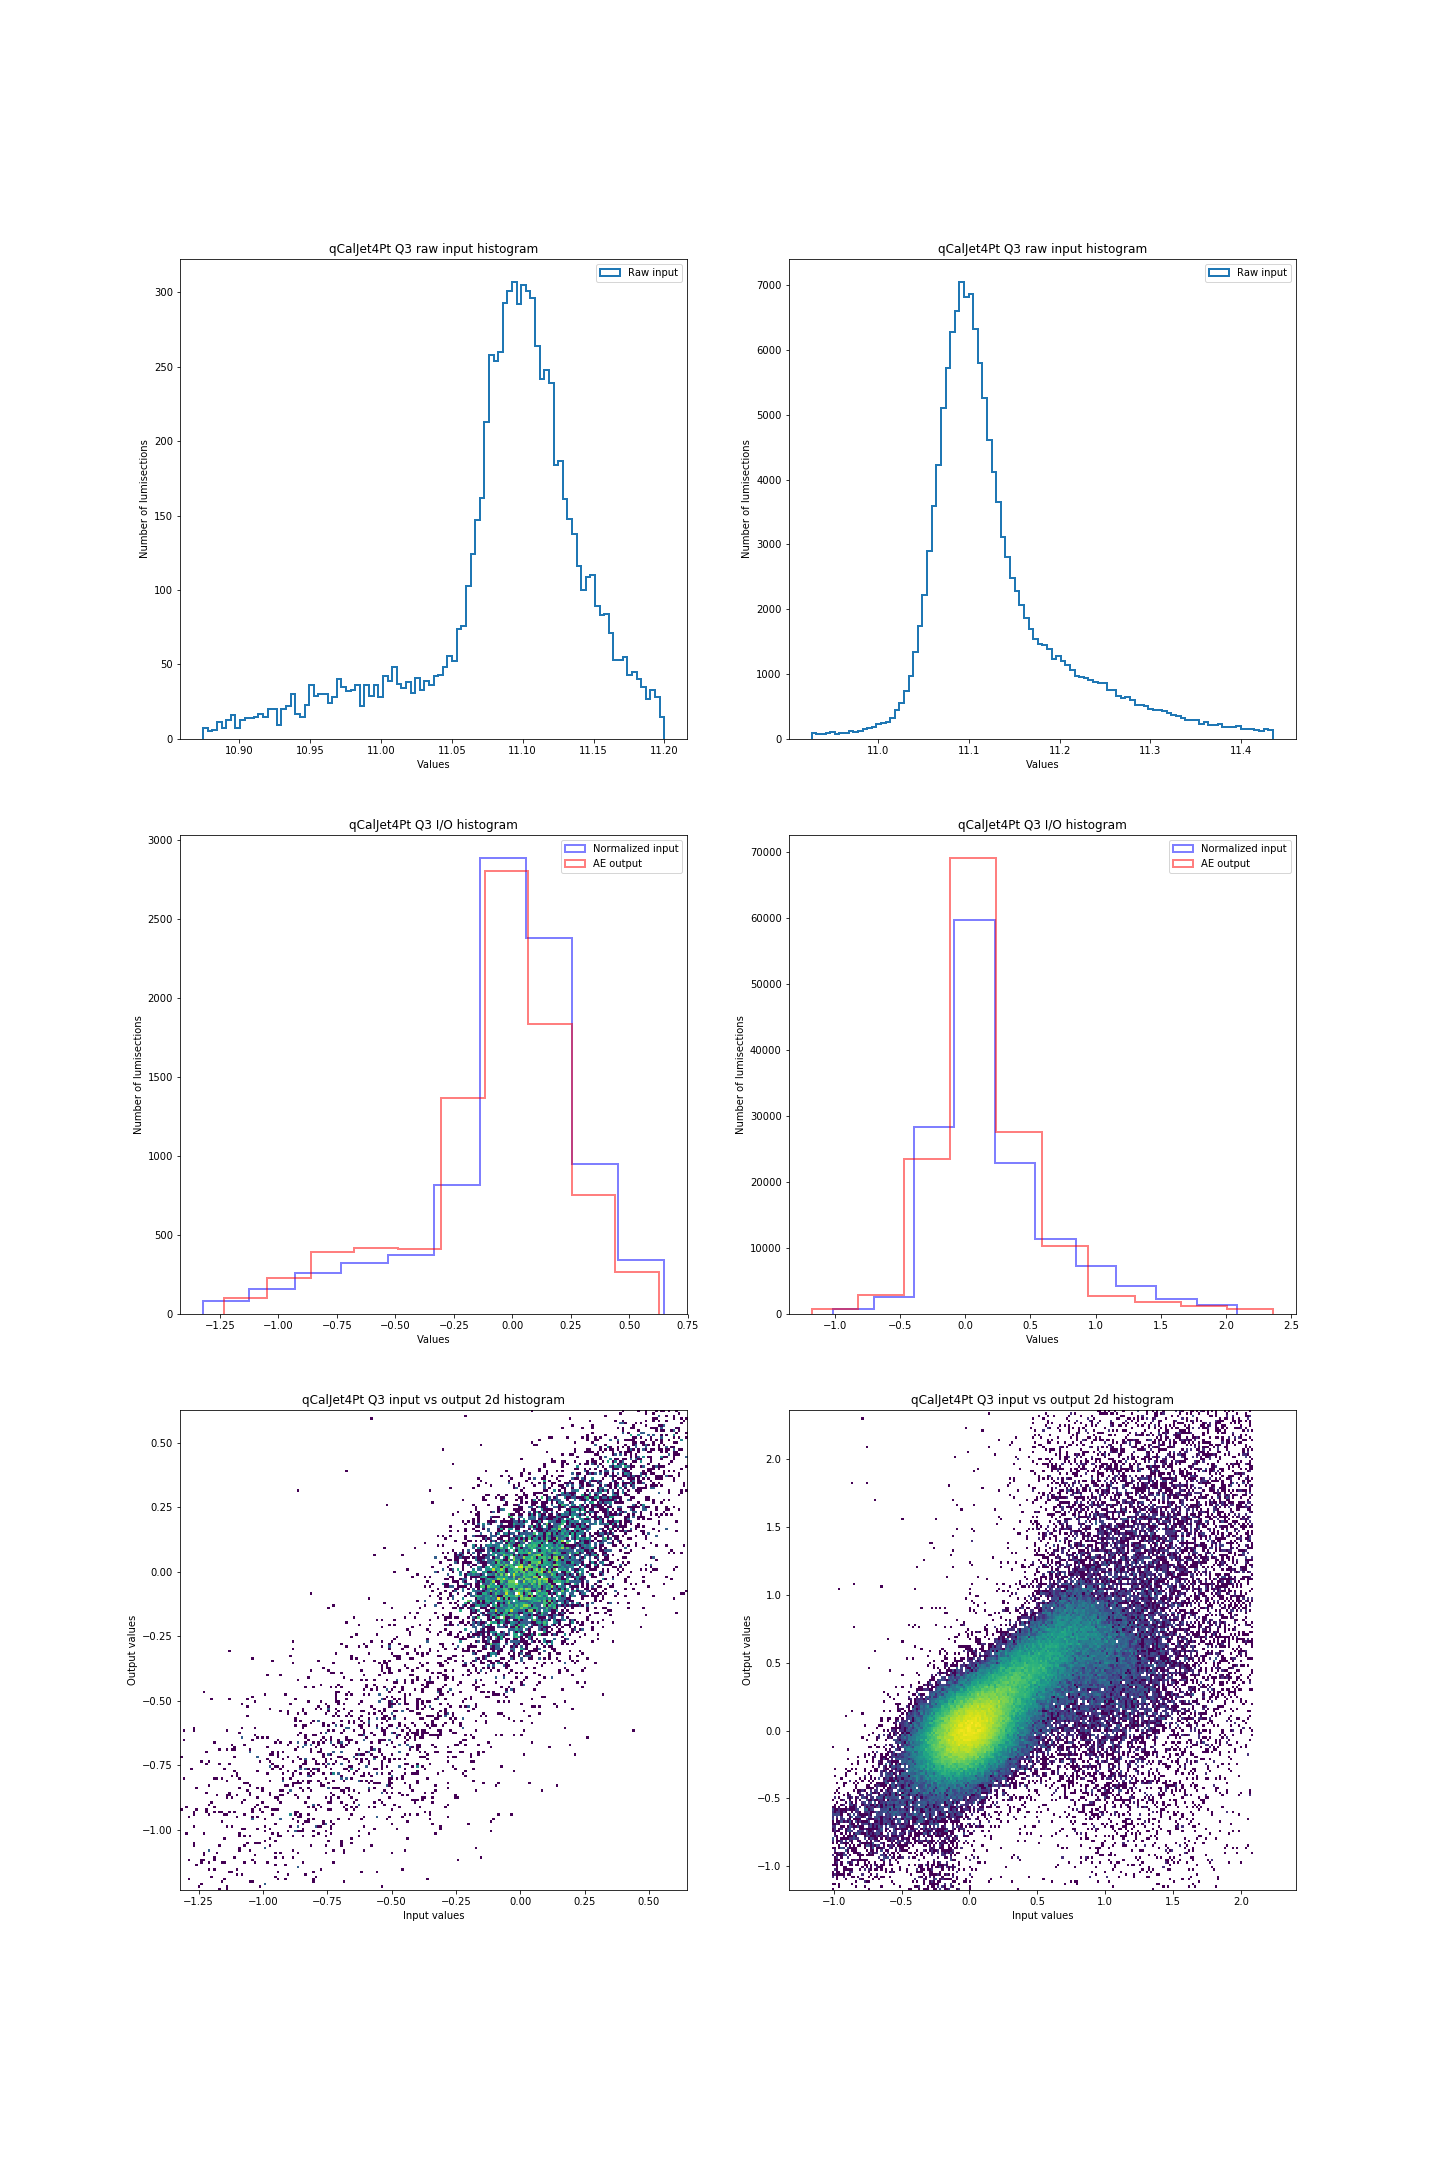 qCalJet4Pt Q3 raw input histogram
Raw input
300
250
200
150
100
50
0
Number of lumisections
10.90 10.95 11.00 11.05 11.10 11.15 11.20
Values
qCalJet4Pt Q3 raw input histogram
Raw input
7000
6000
5000
4000
3000
2000
1000
0
Number of lumisections
11.0 11.1 11.2 11.3 11.4
Values
qCalJet4Pt Q3 I/O histogram
Normalized input
AE output
3000
2500
2000
1500
1000
500
0
Number of lumisections
−1.25 −1.00 −0.75 −0.50 −0.25 0.00 0.25 0.50 0.75
Values
qCalJet4Pt Q3 I/O histogram
Normalized input
AE output
70000
60000
50000
40000
30000
20000
10000
0
Number of lumisections
−1.0 −0.5 0.0 0.5 1.0 1.5 2.0 2.5
Values
qCalJet4Pt Q3 input vs output 2d histogram
0.50
0.25
0.00
−0.25
−0.50
−0.75
−1.00
Output values
−1.25 −1.00 −0.75 −0.50 −0.25 0.00 0.25 0.50
Input values
qCalJet4Pt Q3 input vs output 2d histogram
2.0
1.5
1.0
0.5
0.0
−0.5
−1.0
Output values
−1.0 −0.5 0.0 0.5 1.0 1.5 2.0
Input values